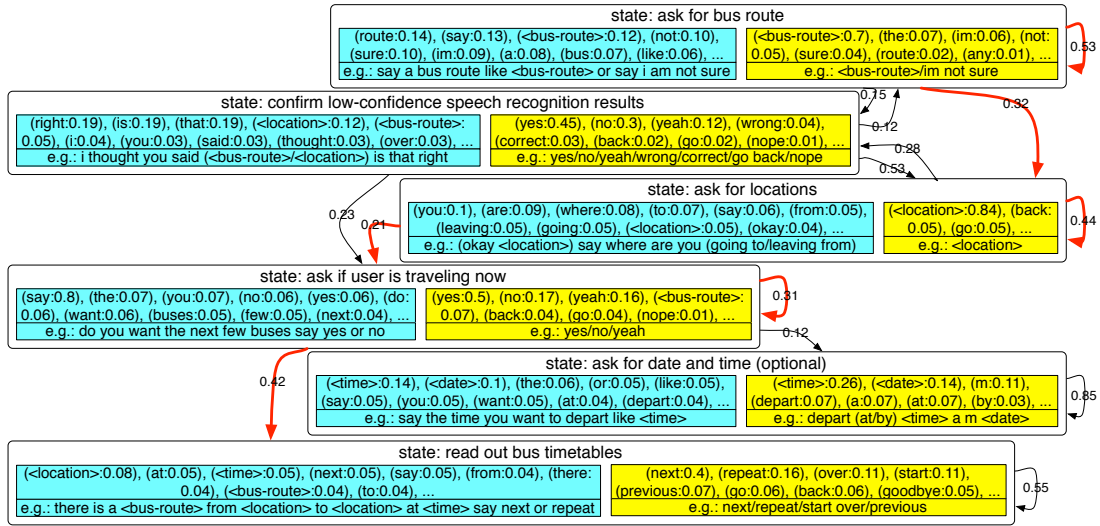 state: ask for bus route
(route:0.14), (say:0.13), (<bus-route>:0.12), (not:0.10),
(sure:0.10), (im:0.09), (a:0.08), (bus:0.07), (like:0.06), ...
e.g.: say a bus route like <bus-route> or say i am not sure
(<bus-route>:0.7), (the:0.07), (im:0.06), (not:
0.05), (sure:0.04), (route:0.02), (any:0.01), ...
e.g.: <bus-route>/im not sure
0.53
0.15
0.32
0.12
state: confirm low-confidence speech recognition results
(right:0.19), (is:0.19), (that:0.19), (<location>:0.12), (<bus-route>:
0.05), (i:0.04), (you:0.03), (said:0.03), (thought:0.03), (over:0.03), ...
e.g.: i thought you said (<bus-route>/<location>) is that right
(yes:0.45), (no:0.3), (yeah:0.12), (wrong:0.04),
(correct:0.03), (back:0.02), (go:0.02), (nope:0.01), ...
e.g.: yes/no/yeah/wrong/correct/go back/nope
0.28
0.53
0.23
0.21
state: ask for locations
(you:0.1), (are:0.09), (where:0.08), (to:0.07), (say:0.06), (from:0.05),
(leaving:0.05), (going:0.05), (<location>:0.05), (okay:0.04), ...
e.g.: (okay <location>) say where are you (going to/leaving from)
(<location>:0.84), (back:
0.05), (go:0.05), ...
e.g.: <location>
0.44
state: ask if user is traveling now
(say:0.8), (the:0.07), (you:0.07), (no:0.06), (yes:0.06), (do:
0.06), (want:0.06), (buses:0.05), (few:0.05), (next:0.04), ...
e.g.: do you want the next few buses say yes or no
(yes:0.5), (no:0.17), (yeah:0.16), (<bus-route>:
0.07), (back:0.04), (go:0.04), (nope:0.01), ...
e.g.: yes/no/yeah
0.31
0.12
0.42
state: ask for date and time (optional)
(<time>:0.14), (<date>:0.1), (the:0.06), (or:0.05), (like:0.05),
(say:0.05), (you:0.05), (want:0.05), (at:0.04), (depart:0.04), ...
e.g.: say the time you want to depart like <time>
(<time>:0.26), (<date>:0.14), (m:0.11),
(depart:0.07), (a:0.07), (at:0.07), (by:0.03), ...
e.g.: depart (at/by) <time> a m <date>
0.85
state: read out bus timetables
(<location>:0.08), (at:0.05), (<time>:0.05), (next:0.05), (say:0.05), (from:0.04), (there:
0.04), (<bus-route>:0.04), (to:0.04), ...
e.g.: there is a <bus-route> from <location> to <location> at <time> say next or repeat
(next:0.4), (repeat:0.16), (over:0.11), (start:0.11),
(previous:0.07), (go:0.06), (back:0.06), (goodbye:0.05), ...
e.g.: next/repeat/start over/previous
0.55